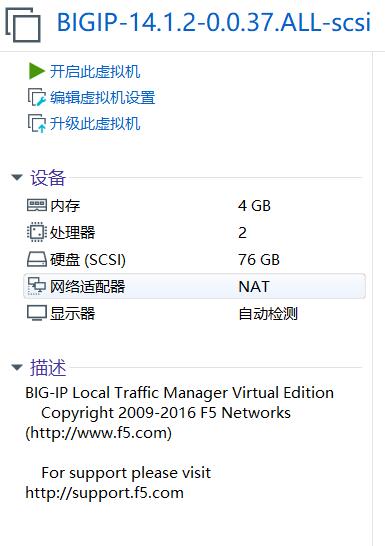 BIGIP-14.1.2-0.0.37.ALL-scsi
开启此虚拟机
编辑虚拟机设置
升级此虚拟机
设备
内存 4 GB
处理器 2
硬盘 (SCSI) 76 GB
网络适配器 NAT
显示器 自动检测
描述
BIG-IP Local Traffic Manager Virtual Edition
Copyright 2009-2016 F5 Networks
(http://www.f5.com)
For support please visit
http://support.f5.com